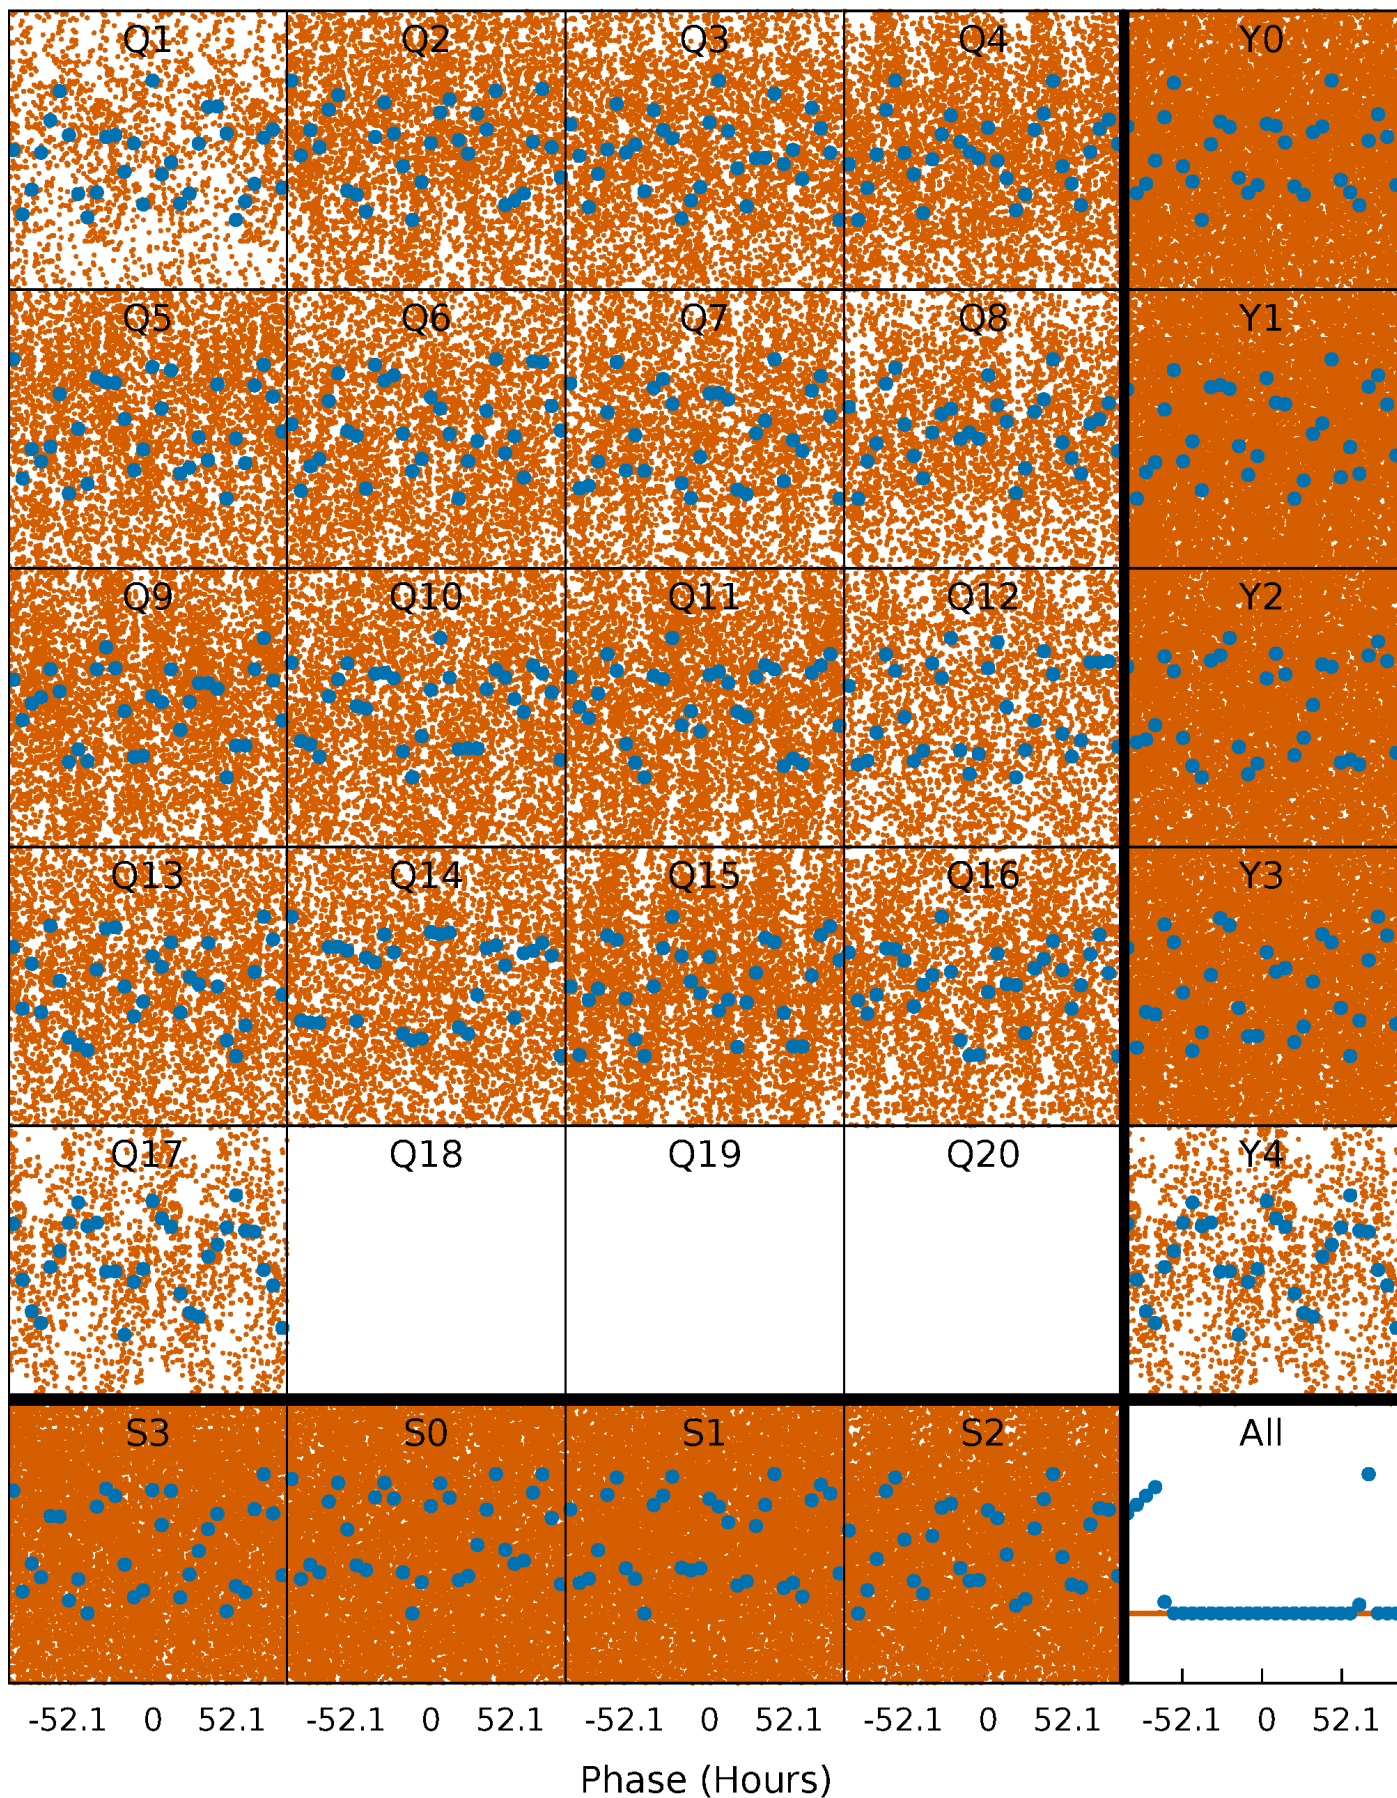 Q1 Q2 Q3 Q4 Y0
Q5 Q6 Q7 Q8 Y1
Q9 Q10 Q11 Q12 Y2
Q13 Q14 Q15 Q16 Y3
Q17 Q18 Q19 Q20 Y4
S3 S0 S1 S2 All
-52.1 0 52.1 -52.1 0 52.1 -52.1 0 52.1 -52.1 0 52.1 -52.1 0 52.1
Phase (Hours)